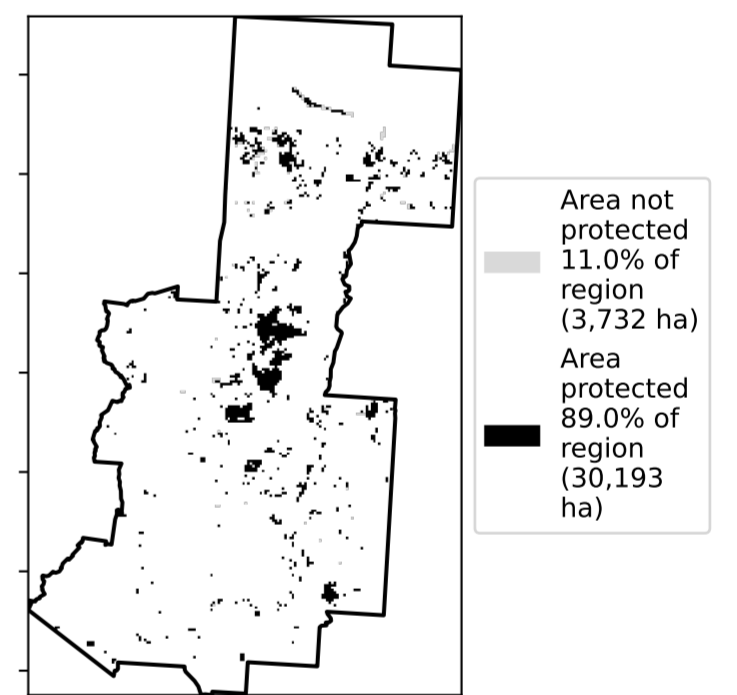 Area not
protected
11.0% of
region
(3,732 ha)
Area
protected
89.0% of
region
(30,193
ha)